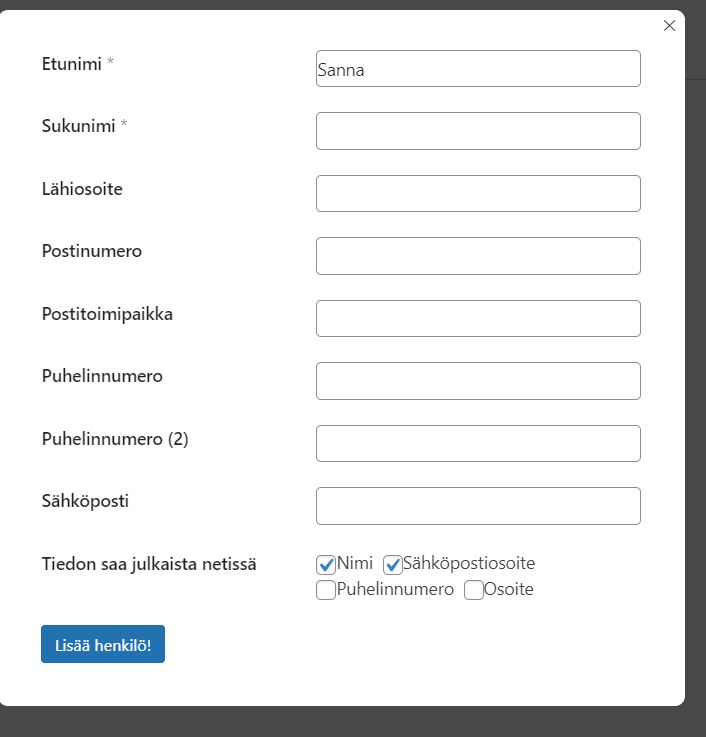 Etunimi * Sanna
Sukunimi *
Lähiosoite
Postinumero
Postitoimipaikka
Puhelinnumero
Puhelinnumero (2)
Sähköposti
Tiedon saa julkaista netissä Nimi Sähköpostiosoite
Puhelinnumero Osoite
Lisää henkilö!